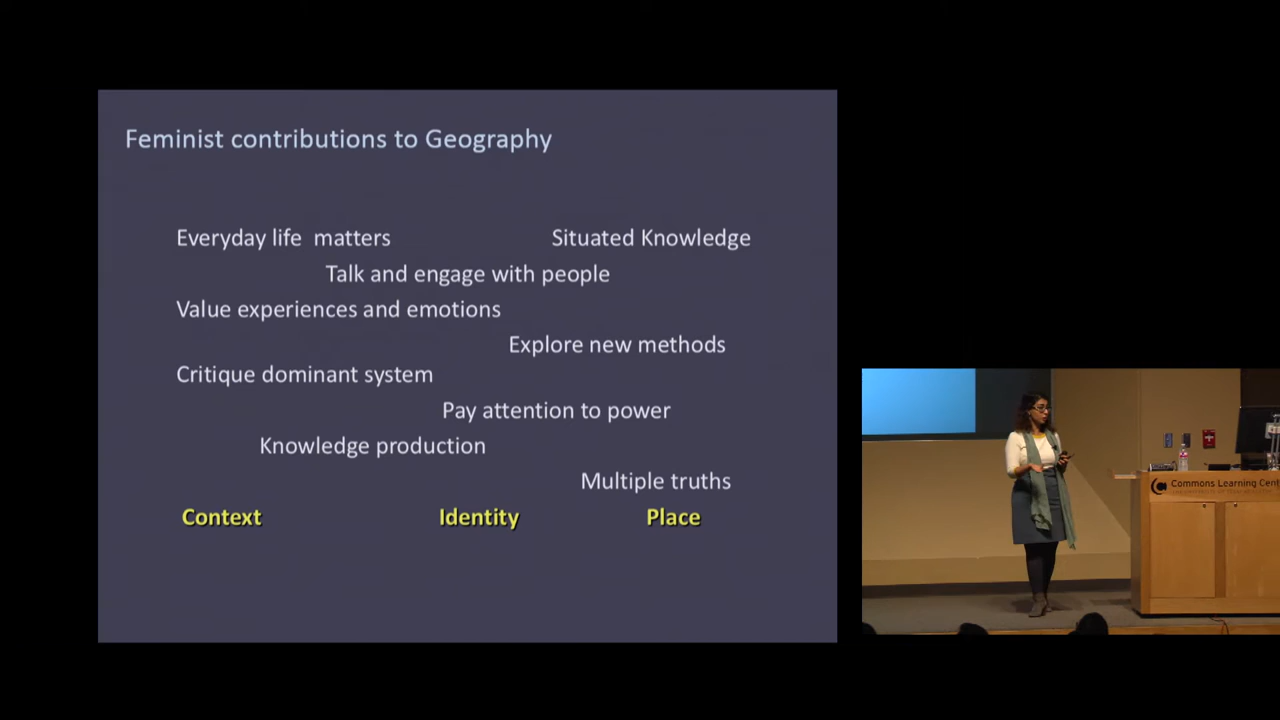 Feminist contributions to Geography
Everyday life matters
Situated Knowledge
Talk and engage with people
Value experiences and emotions
Explore new methods
Critique dominant system
Pay attention to power
Knowledge production
Multiple truths
Context
Identity
Place
Commons Learning Cent